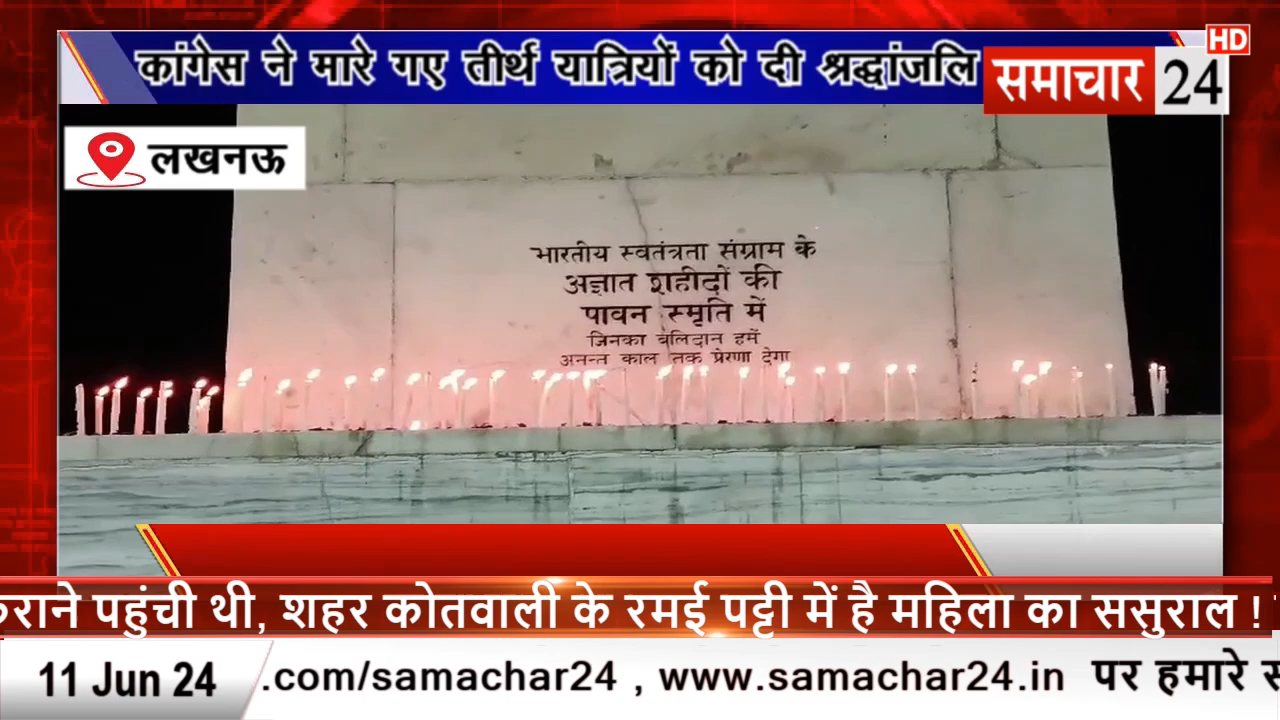 HD
कांगेस ने मारे गए तीर्थ यात्रियों को दी श्रद्धांजलि
समाचार 24
लखनऊ
भारतीय स्वतंत्रता संग्राम के
अज्ञात शहीदों की
पावन स्मृति में
जिनका बलिदान हमें
अनन्त काल तक प्रेरणा देगा
राने पहुंची थी, शहर कोतवाली के रमई पट्टी में है महिला का ससुराल !
11 Jun 24
.com/samachar24 , www.samachar24.in पर हमारे